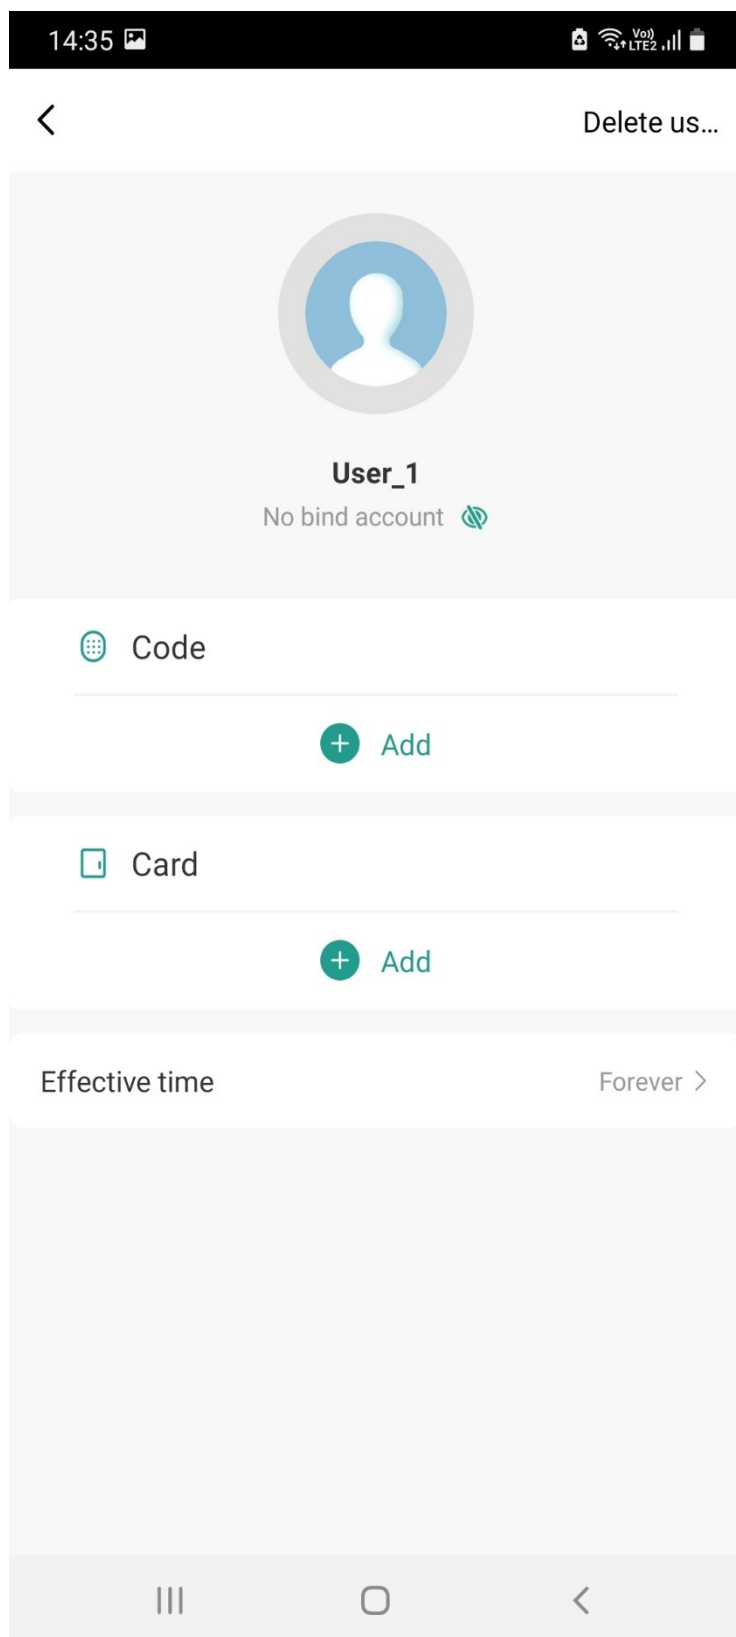 14:35
Vo)) LTE2
Delete us...
User_1
No bind account
Code
Add
Card
Add
Effective time
Forever